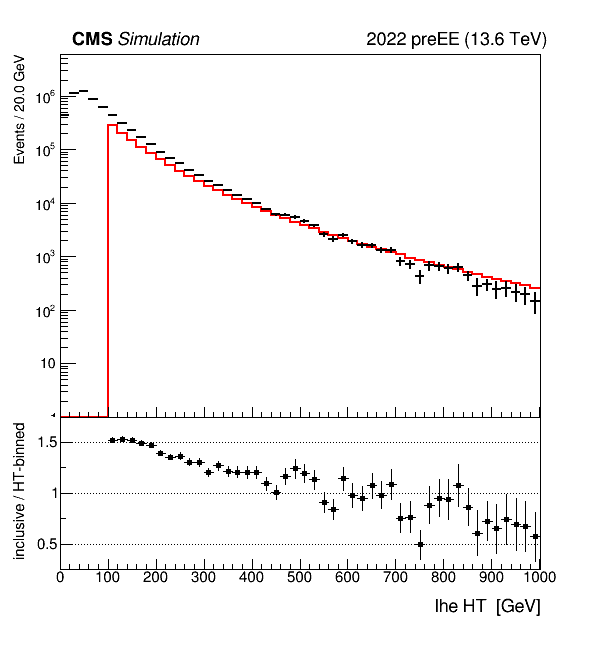 CMS Simulation 2022 preEE (13.6 TeV)
Events / 20.0 GeV
10^6
10^5
10^4
10^3
10^2
10
inclusive / HT-binned
1.5
1
0.5
0 100 200 300 400 500 600 700 800 900 1000
lhe HT [GeV]